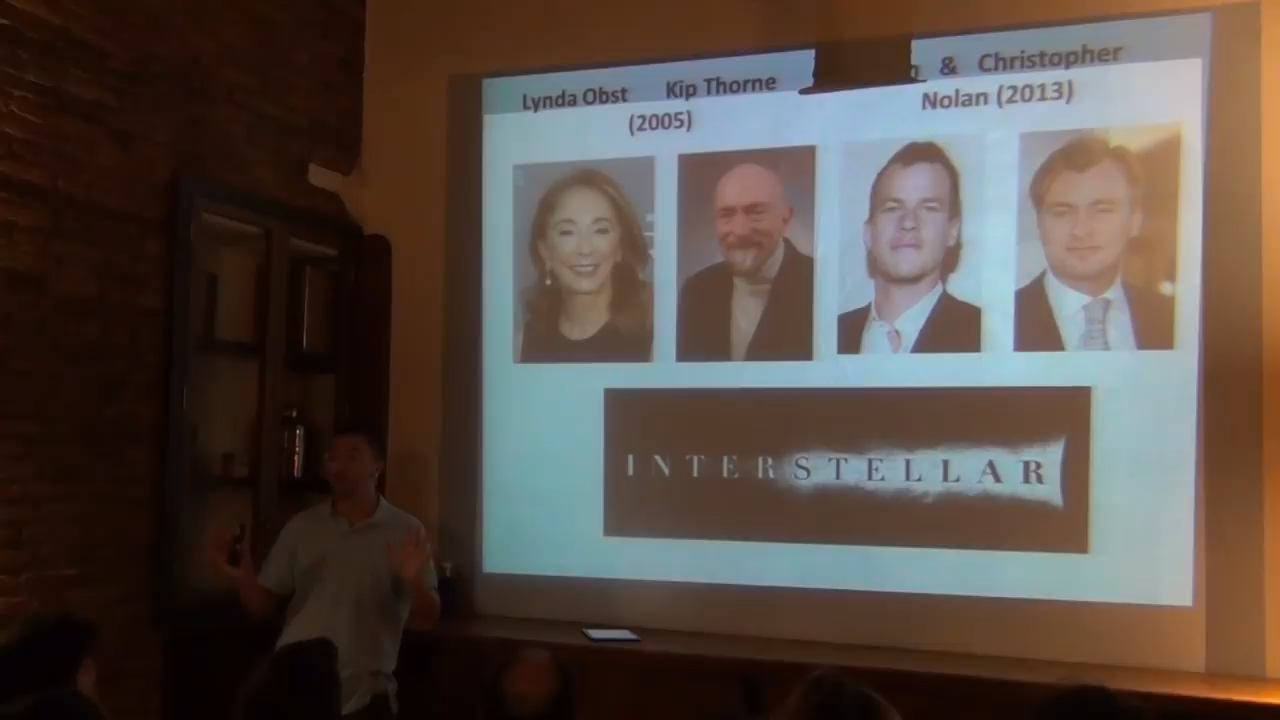 Lynda Obst Kip Thorne
(2005)
& Christopher
Nolan (2013)
INTERSTELLAR